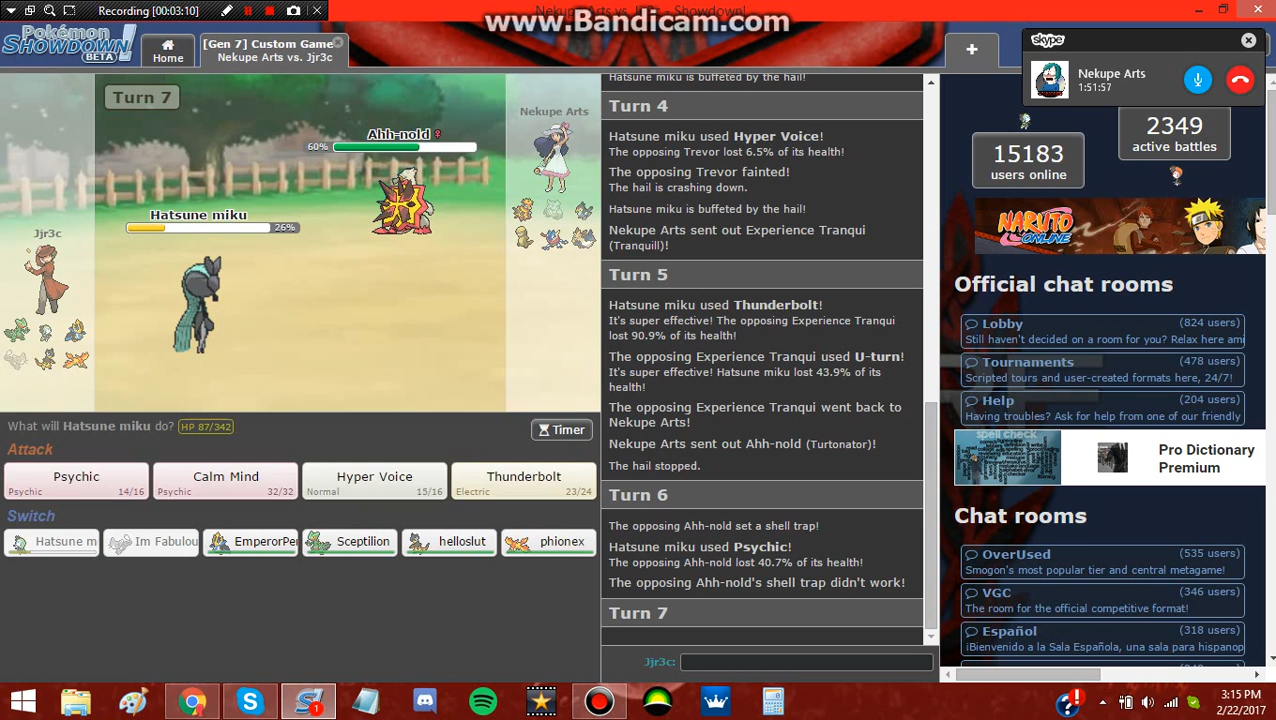 Recording [00:03:10]
www.Bandicam.com
Pokémon
Showdown!
BETA
Home
[Gen 7] Custom Game
Nekupe Arts vs. Jjr3c
skype
Nekupe Arts
1:51:57
Turn 7
Ahh-nold ♀
60%
Hatsune miku
26%
Jjr3c
Nekupe Arts
Hatsune miku is buffeted by the hail!
Turn 4
Hatsune miku used Hyper Voice!
The opposing Trevor lost 6.5% of its health!
The opposing Trevor fainted!
The hail is crashing down.
Hatsune miku is buffeted by the hail!
Nekupe Arts sent out Experience Tranqui
(Tranquill)!
Turn 5
Hatsune miku used Thunderbolt!
It's super effective! The opposing Experience Tranqui
lost 90.9% of its health!
The opposing Experience Tranqui used U-turn!
It's super effective! Hatsune miku lost 43.9% of its
health!
The opposing Experience Tranqui went back to
Nekupe Arts!
Nekupe Arts sent out Ahh-nold (Turtonator)!
The hail stopped.
Turn 6
The opposing Ahh-nold set a shell trap!
Hatsune miku used Psychic!
The opposing Ahh-nold lost 40.7% of its health!
The opposing Ahh-nold's shell trap didn't work!
Turn 7
Jjr3c:
What will Hatsune miku do? HP 87/342
Timer
Attack
Psychic
Psychic 14/16
Calm Mind
Psychic 32/32
Hyper Voice
Normal 15/16
Thunderbolt
Electric 23/24
Switch
Hatsune m
Im Fabulou
EmperorPe
Sceptilion
helloslut
phionex
15183
users online
2349
active battles
NARUTO
ONLINE
Official chat rooms
Lobby (824 users)
Still haven't decided on a room for you? Relax here ami
Tournaments (478 users)
Scripted tours and user-created formats here, 24/7!
Help (204 users)
Having troubles? Ask for help from one of our friendly
spell check
Pro Dictionary
Premium
Chat rooms
OverUsed (535 users)
Smogon's most popular tier and central metagame!
VGC (346 users)
The room for the official competitive format!
Español (318 users)
¡Bienvenido a la Sala Española, una sala para hispanop
3:15 PM
2/22/2017